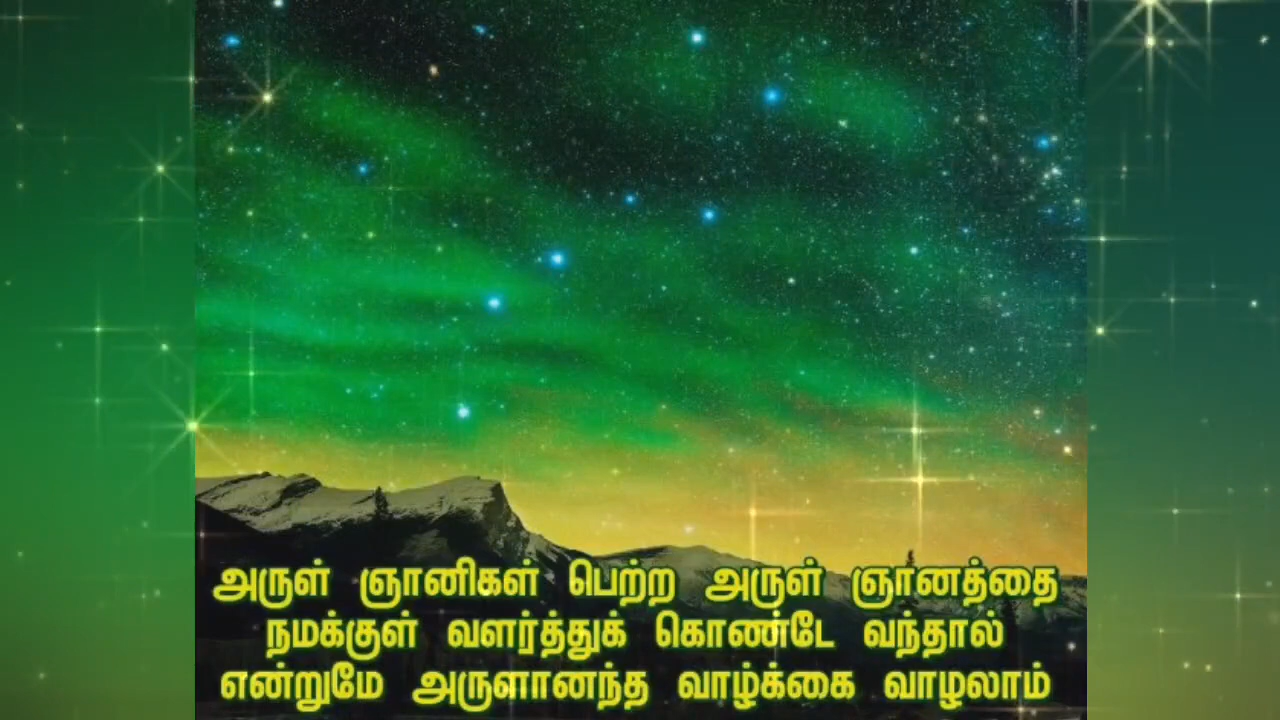 அருள் ஞானிகள் பெற்ற அருள் ஞானத்தை
நமக்குள் வளர்த்துக் கொண்டே வந்தால்
என்றுமே அருளானந்த வாழ்க்கை வாழலாம்